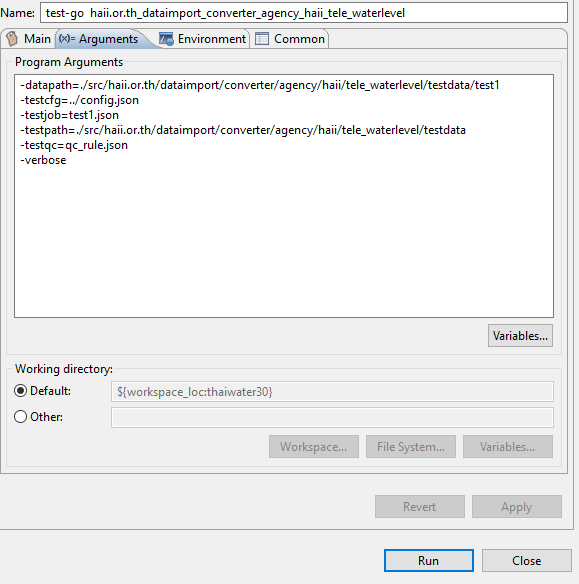 Name: test-go haii.or.th_dataimport_converter_agency_haii_tele_waterlevel
Main (x)= Arguments Environment Common
Program Arguments
-datapath=./src/haii.or.th/dataimport/converter/agency/haii/tele_waterlevel/testdata/test1
-testcfg=../config.json
-testjob=test1.json
-testpath=./src/haii.or.th/dataimport/converter/agency/haii/tele_waterlevel/testdata
-testqc=qc_rule.json
-verbose
Variables...
Working directory:
Default: ${workspace_loc:thaiwater30}
Other:
Workspace... File System... Variables...
Revert Apply
Run Close